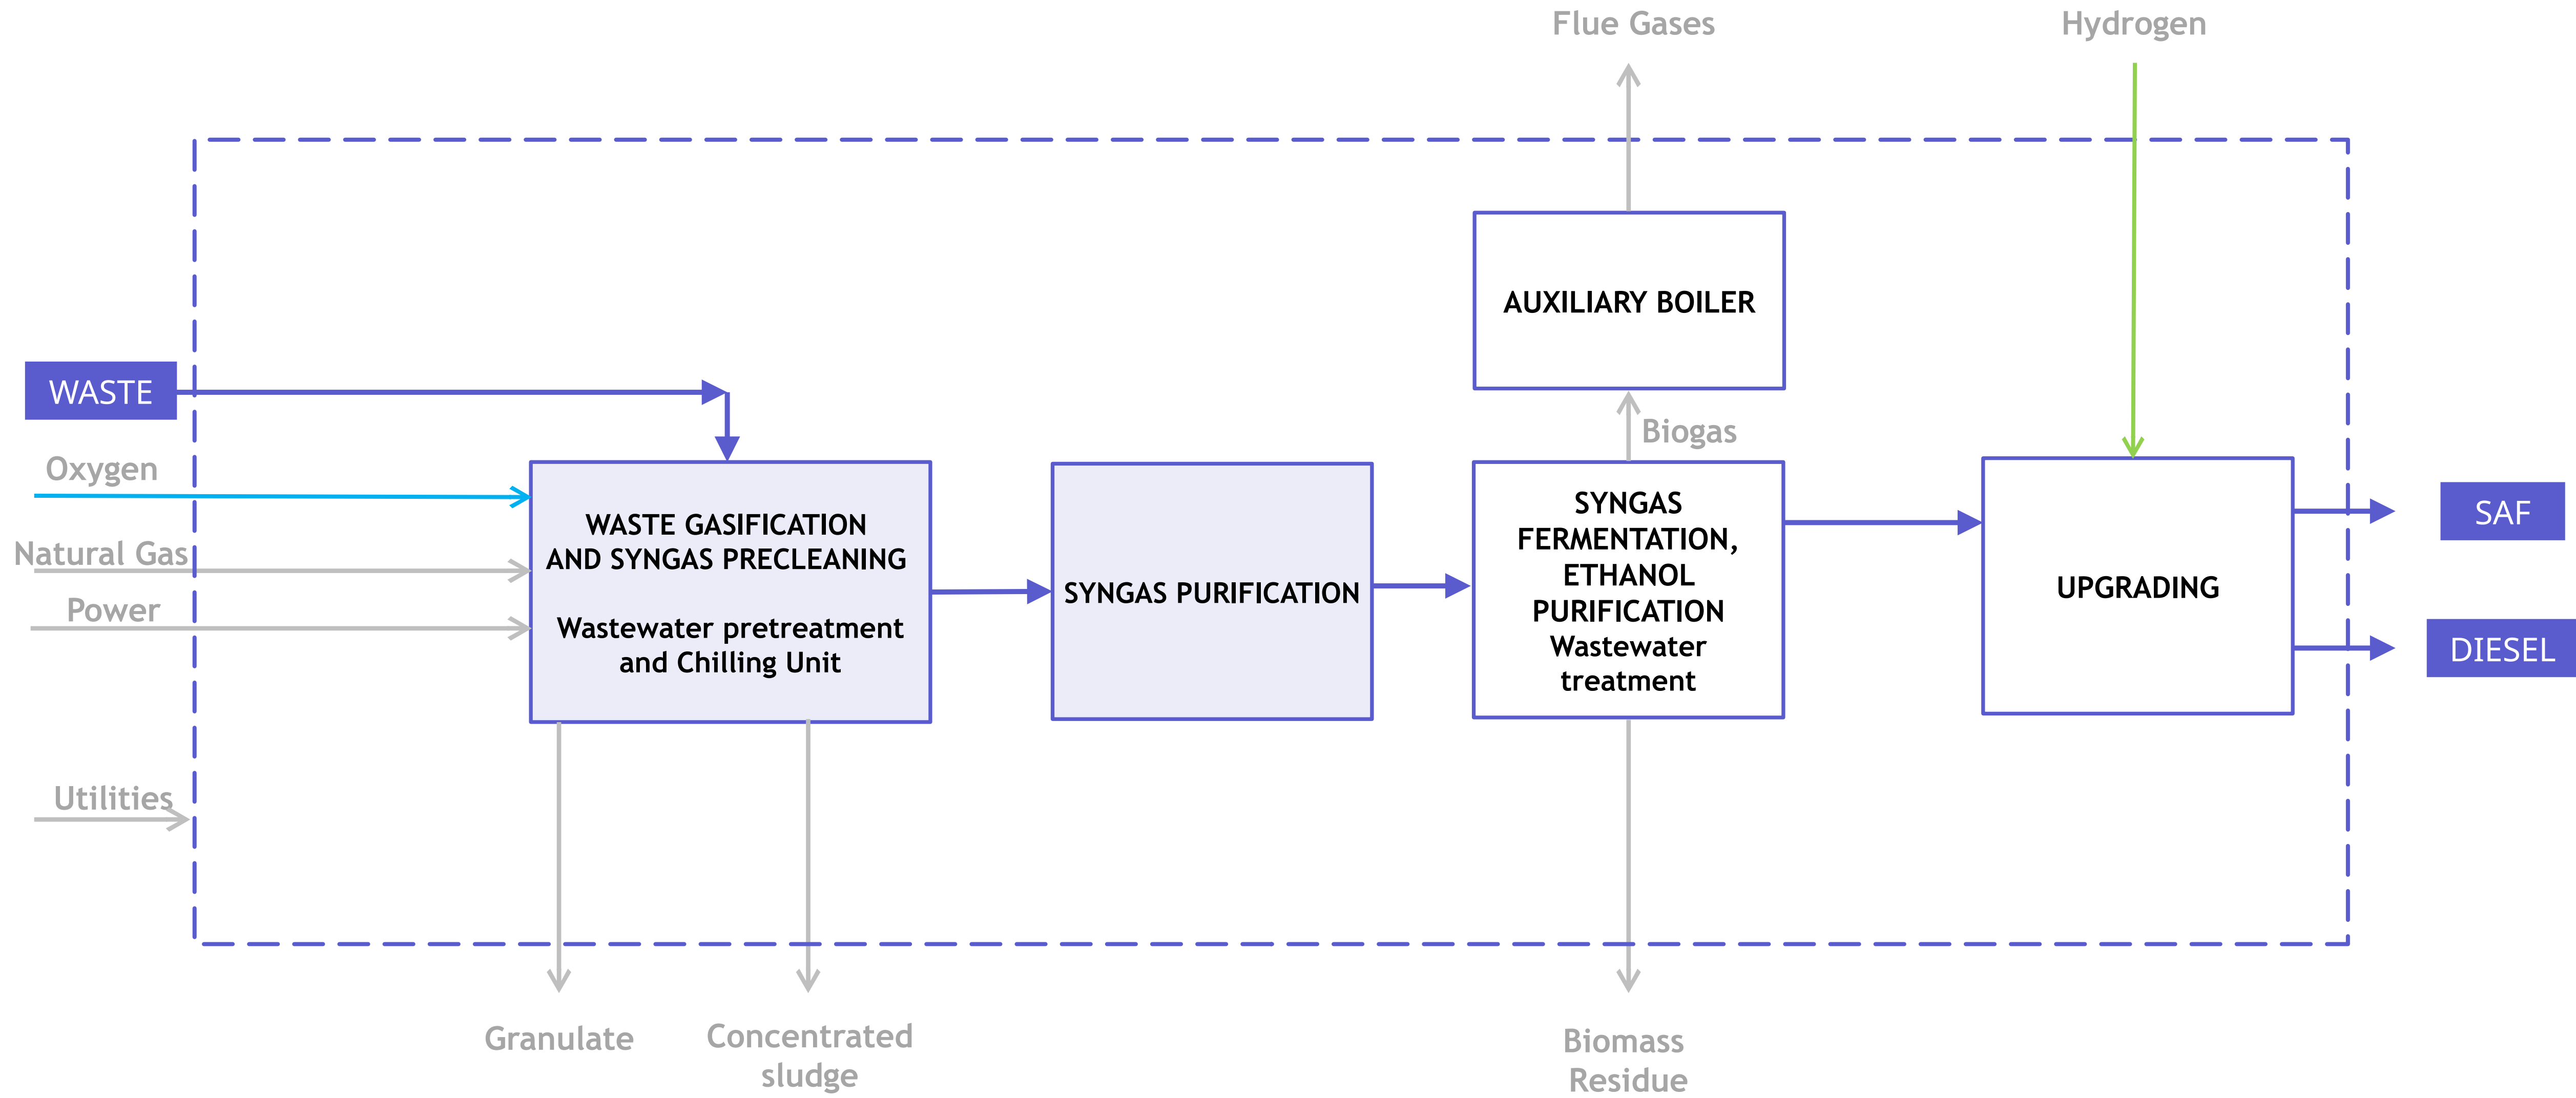 Flue Gases
Hydrogen
AUXILIARY BOILER
WASTE
Biogas
Oxygen
Natural Gas
Power
Utilities
WASTE GASIFICATION
AND SYNGAS PRECLEANING
Wastewater pretreatment
and Chilling Unit
SYNGAS PURIFICATION
SYNGAS
FERMENTATION,
ETHANOL
PURIFICATION
Wastewater
treatment
UPGRADING
SAF
DIESEL
Granulate
Concentrated
sludge
Biomass
Residue